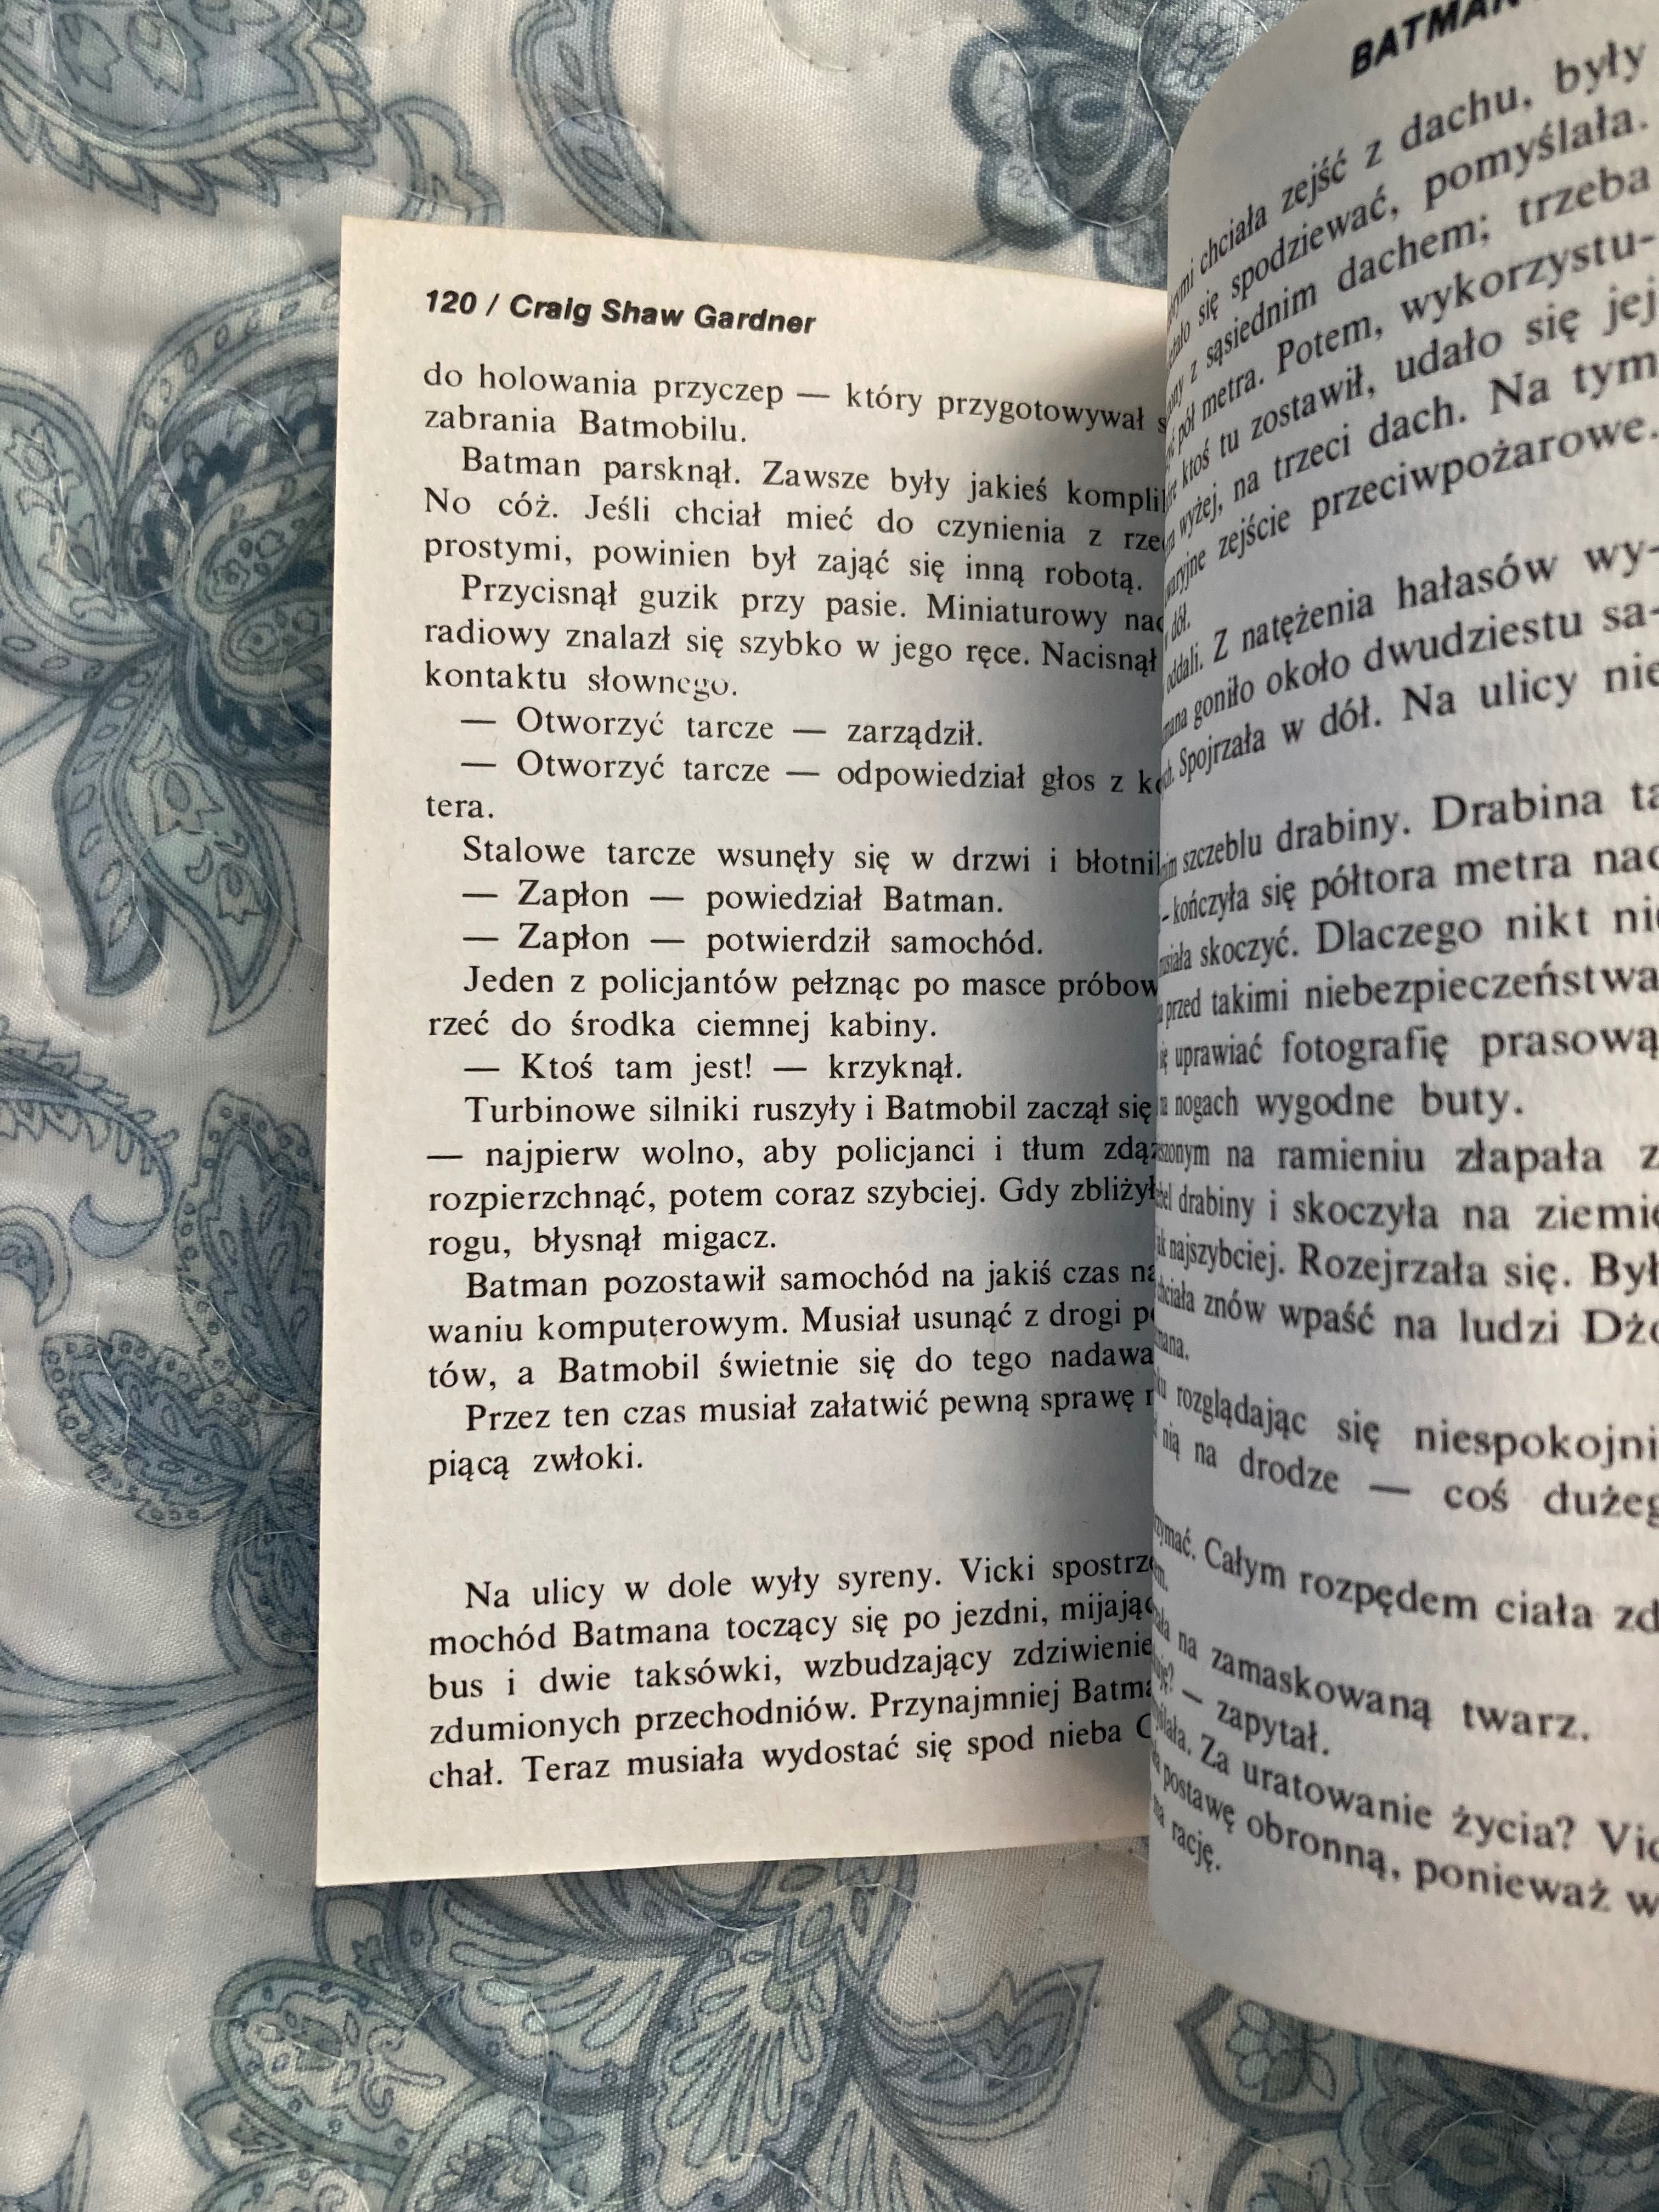 120 / Craig Shaw Gardner
do holowania przyczep — który przygotowywał
zabrania Batmobilu.
Batman parsknął. Zawsze były jakieś
No cóż. Jeśli chciał mieć do czynienia z
prostymi, powinien był zająć się inną robotą.
Przycisnął guzik przy pasie. Miniaturowy
radiowy znalazł się szybko w jego ręce. Nacisnął
kontaktu słownego.
— Otworzyć tarcze — zarządził.
— Otworzyć tarcze — odpowiedział głos z
tera.
Stalowe tarcze wsunęły się w drzwi i
— Zapłon — powiedział Batman.
— Zapłon — potwierdził samochód.
Jeden z policjantów pełznąc po masce
rzeć do środka ciemnej kabiny.
— Ktoś tam jest! — krzyknął.
Turbinowe silniki ruszyły i Batmobil zaczął się
— najpierw wolno, aby policjanci i tłum
rozpierzchnąć, potem coraz szybciej. Gdy
rogu, błysnął migacz.
Batman pozostawił samochód na jakiś czas
waniu komputerowym. Musiał usunąć z drogi
tów, a Batmobil świetnie się do tego
Przez ten czas musiał załatwić pewną sprawę
piącą zwłoki.
Na ulicy w dole wyły syreny. Vicki
mochód Batmana toczący się po jezdni,
bus i dwie taksówki, wzbudzający
zdumionych przechodniów. Przynajmniej
chał. Teraz musiała wydostać się spod nieba
BATMAN
chciała zejść z dachu, były
się spodziewać, pomyślała.
z sąsiednim dachem; trzeba
pół metra. Potem, wykorzystu-
ktoś tu zostawił, udało się jej
wyżej, na trzeci dach. Na tym
zejście przeciwpożarowe.
dół.
Z natężenia hałasów wy-
goniło około dwudziestu sa-
Spojrzała w dół. Na ulicy nie
szczeblu drabiny. Drabina
kończyła się półtora metra
skoczyć. Dlaczego nikt
przed takimi niebezpieczeństwa
uprawiać fotografię prasową
nogach wygodne buty.
na ramieniu złapała
drabiny i skoczyła na
najszybciej. Rozejrzała się.
znów wpaść na ludzi
rozglądając się
nią na drodze — coś
Całym rozpędem ciała
na zamaskowaną twarz.
— zapytał.
Za uratowanie życia?
postawę obronną, ponieważ
rację.